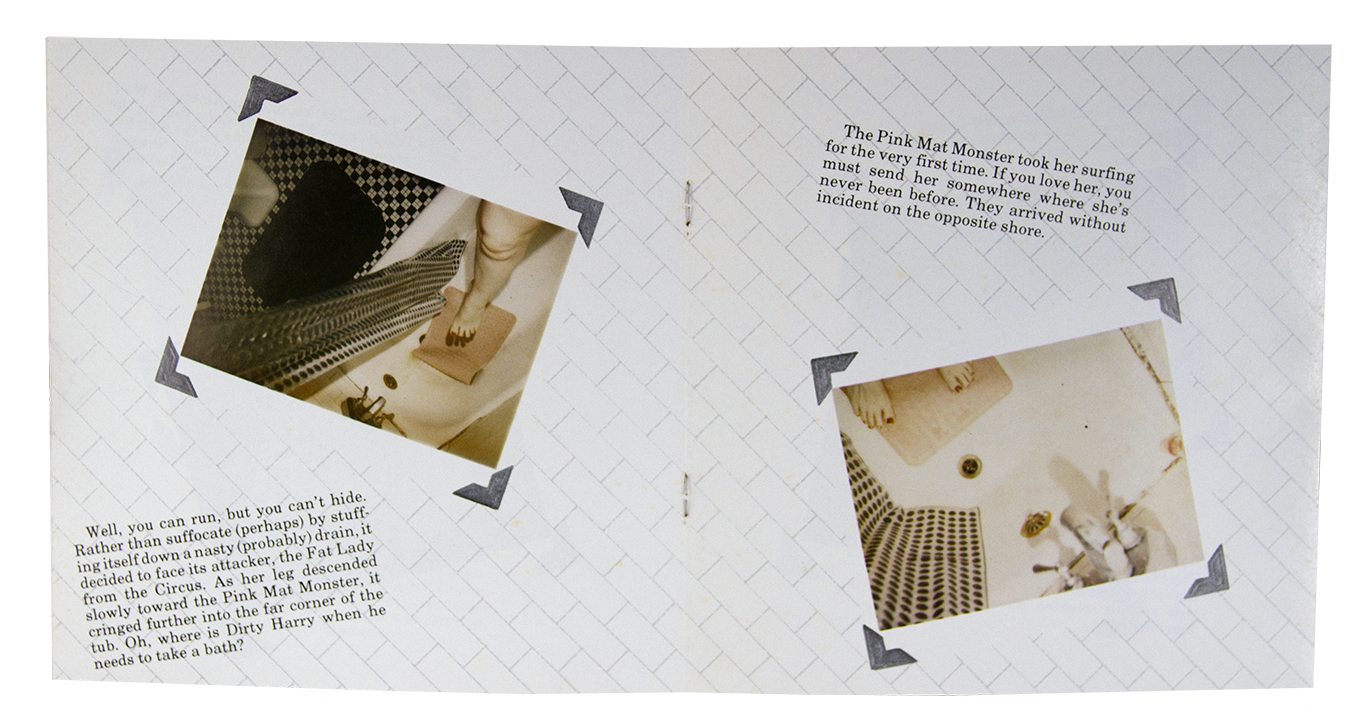 Well, you can run, but you can't hide.
Rather than suffocate (perhaps) by stuff-
ing itself down a nasty (probably) drain, it
decided to face its attacker, the Fat Lady
from the Circus. As her leg descended
slowly toward the Pink Mat Monster, it
cringed further into the far corner of the
tub. Oh, where is Dirty Harry when he
needs to take a bath?
The Pink Mat Monster took her surfing
for the very first time. If you love her, you
must send her somewhere where she's
never been before. They arrived without
incident on the opposite shore.